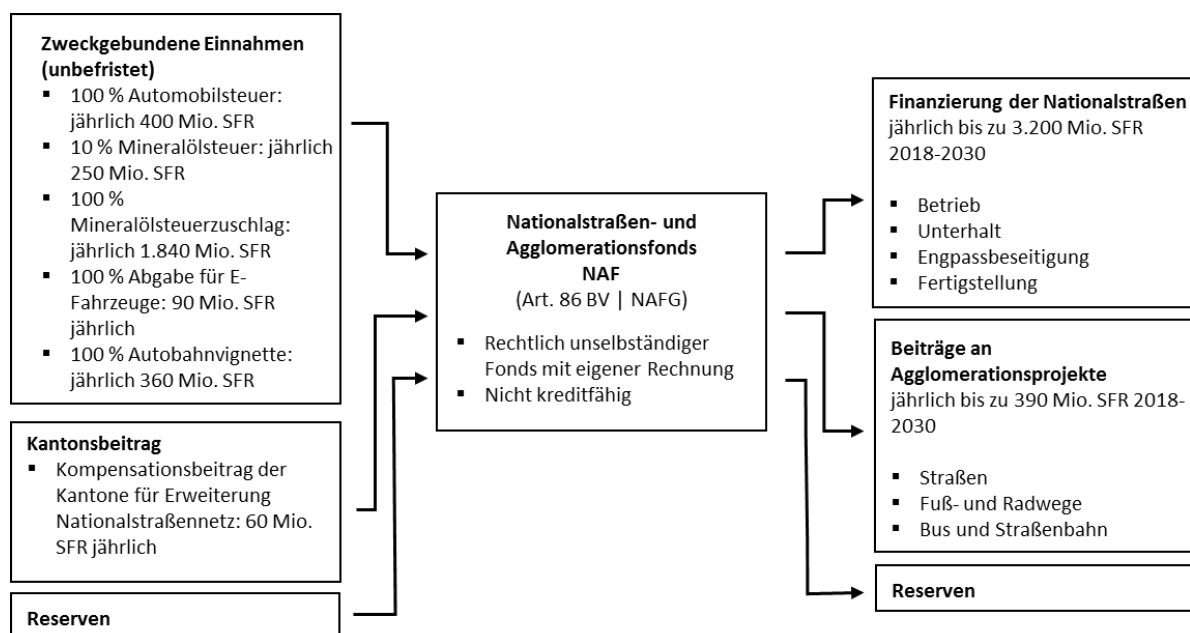 Zweckgebundene Einnahmen
(unbefristet)
▪ 100 % Automobilsteuer:
jährlich 400 Mio. SFR
▪ 10 % Mineralölsteuer: jährlich
250 Mio. SFR
▪ 100 %
Mineralölsteuerzuschlag:
jährlich 1.840 Mio. SFR
▪ 100 % Abgabe für E-
Fahrzeuge: 90 Mio. SFR
jährlich
▪ 100 % Autobahnvignette:
jährlich 360 Mio. SFR
Kantonsbeitrag
▪ Kompensationsbeitrag der
Kantone für Erweiterung
Nationalstraßennetz: 60 Mio.
SFR jährlich
Reserven
Nationalstraßen- und
Agglomerationsfonds
NAF
(Art. 86 BV | NAFG)
▪ Rechtlich unselbständiger
Fonds mit eigener Rechnung
▪ Nicht kreditfähig
Finanzierung der Nationalstraßen
jährlich bis zu 3.200 Mio. SFR
2018-2030
▪ Betrieb
▪ Unterhalt
▪ Engpassbeseitigung
▪ Fertigstellung
Beiträge an
Agglomerationsprojekte
jährlich bis zu 390 Mio. SFR 2018-
2030
▪ Straßen
▪ Fuß- und Radwege
▪ Bus und Straßenbahn
Reserven